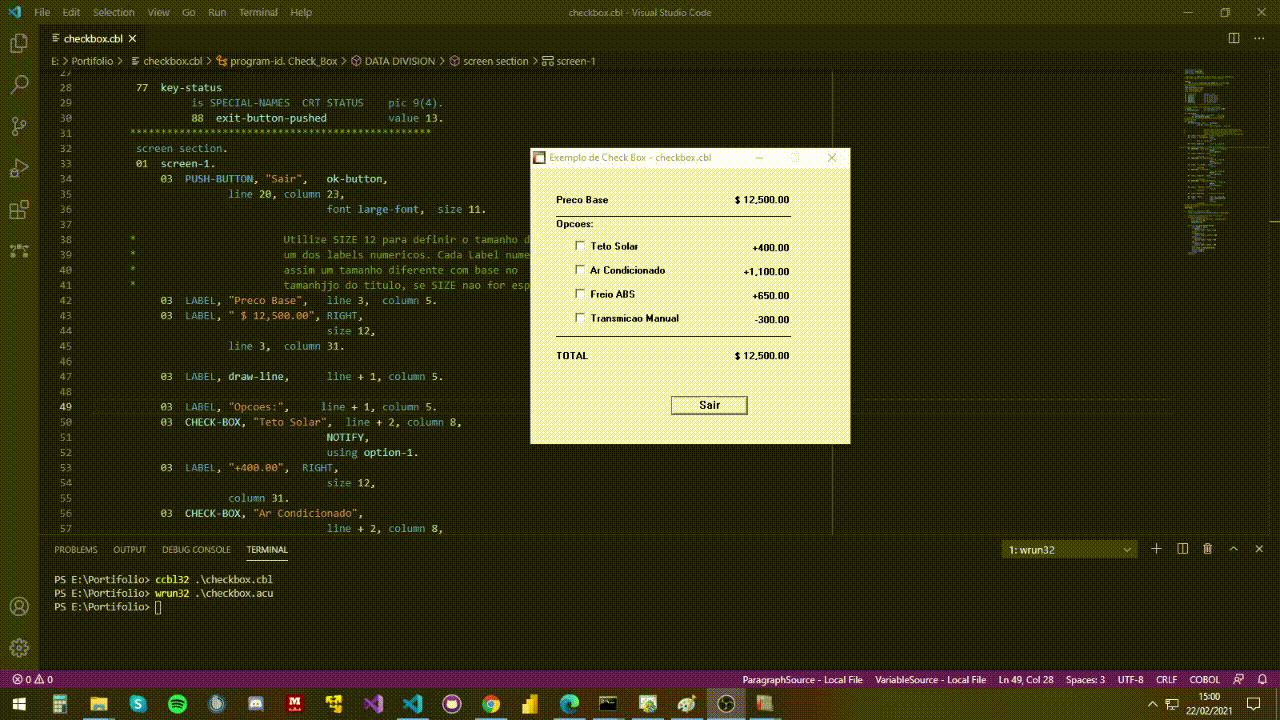 File Edit Selection View Go Run Terminal Help checkbox.cbl - Visual Studio Code
checkbox.cbl
E: > Portifolio > checkbox.cbl > program-id. Check_Box > DATA DIVISION > screen section > screen-1
27
28 77 key-status
29 is SPECIAL-NAMES CRT STATUS pic 9(4).
30 88 exit-button-pushed value 13.
31 *************************************************
32 screen section.
33 01 screen-1.
34 03 PUSH-BUTTON, "Sair", ok-button,
35 line 20, column 23,
36 font large-font, size 11.
37
38 * Utilize SIZE 12 para definir o tamanho d
39 * um dos labels numericos. Cada Label nume
40 * assim um tamanho diferente com base no
41 * tamanhjjo do titulo, se SIZE nao for esp
42 03 LABEL, "Preco Base", line 3, column 5.
43 03 LABEL, " $ 12,500.00", RIGHT,
44 size 12,
45 line 3, column 31.
46
47 03 LABEL, draw-line, line + 1, column 5.
48
49 03 LABEL, "Opcoes:", line + 1, column 5.
50 03 CHECK-BOX, "Teto Solar", line + 2, column 8,
51 NOTIFY,
52 using option-1.
53 03 LABEL, "+400.00", RIGHT,
54 size 12,
55 column 31.
56 03 CHECK-BOX, "Ar Condicionado",
57 line + 2, column 8,
Exemplo de Check Box - checkbox.cbl
Preco Base $ 12,500.00
Opcoes:
Teto Solar +400.00
Ar Condicionado +1,100.00
Freio ABS +650.00
Transmicao Manual -300.00
TOTAL $ 12,500.00
Sair
PROBLEMS OUTPUT DEBUG CONSOLE TERMINAL 1: wrun32
PS E:\Portifolio> ccbl32 .\checkbox.cbl
PS E:\Portifolio> wrun32 .\checkbox.acu
PS E:\Portifolio>
0 0 ParagraphSource - Local File VariableSource - Local File Ln 49, Col 28 Spaces: 3 UTF-8 CRLF COBOL
15:00
22/02/2021